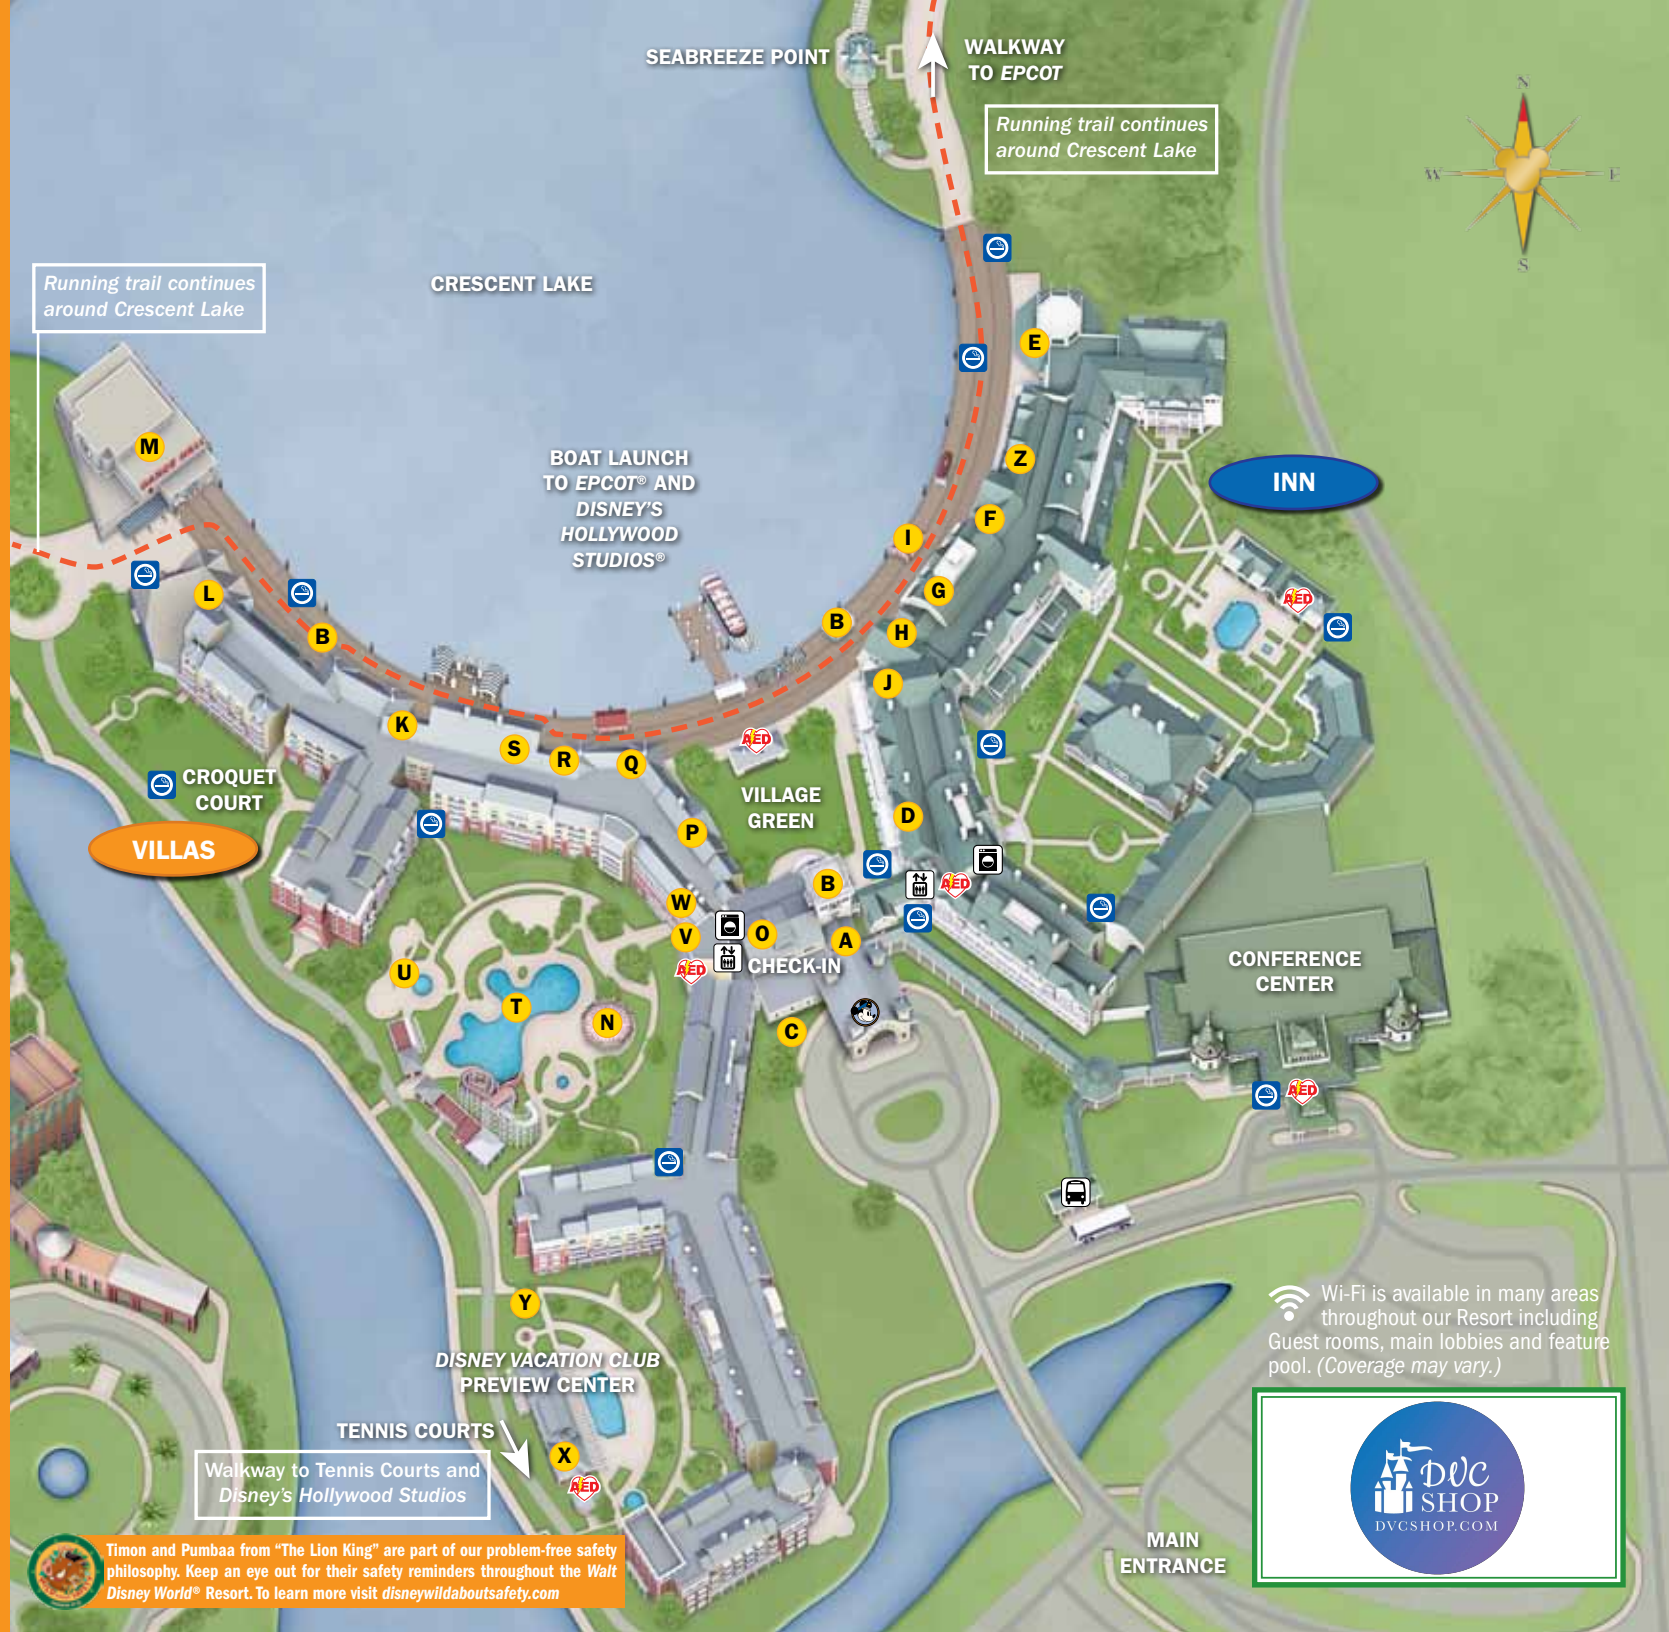 SEABREEZE POINT
WALKWAY
TO EPCOT
Running trail continues
around Crescent Lake
N
W
E
S
CRESCENT LAKE
Running trail continues
around Crescent Lake
E
M
Z
INN
BOAT LAUNCH
TO EPCOT® AND
DISNEY'S
HOLLYWOOD
STUDIOS®
F
I
G
L
AED
B
B
H
J
K
S
R
Q
AED
CROQUET
COURT
VILLAGE
GREEN
D
P
VILLAS
B
AED
W
V
O
A
AED
CHECK-IN
CONFERENCE
CENTER
U
T
N
C
AED
Y
DISNEY VACATION CLUB
PREVIEW CENTER
TENNIS COURTS
Walkway to Tennis Courts and
Disney's Hollywood Studios
X
AED
Wi-Fi is available in many areas
throughout our Resort including
Guest rooms, main lobbies and feature
pool. (Coverage may vary.)
DVC
SHOP
DVCSHOP.COM
MAIN
ENTRANCE
Timon and Pumbaa from “The Lion King” are part of our problem-free safety
philosophy. Keep an eye out for their safety reminders throughout the Walt
Disney World® Resort. To learn more visit disneywildaboutsafety.com